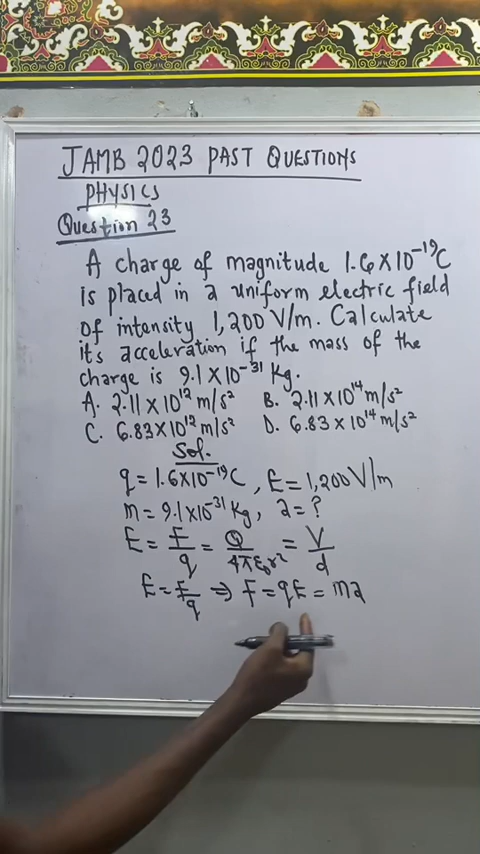 JAMB 2023 PAST QUESTIONS
PHYSICS
Question 23
A charge of magnitude 1.6×10⁻¹⁹C
is placed in a uniform electric field
of intensity 1,200 V/m. Calculate
its acceleration if the mass of the
charge is 9.1×10⁻³¹ Kg.
A. 2.11×10¹² m/s² B. 2.11×10¹⁴ m/s²
C. 6.83×10¹² m/s² D. 6.83×10¹⁴ m/s²
Sol.
q = 1.6×10⁻¹⁹ C, E = 1,200 V/m
m = 9.1×10⁻³¹ Kg, a = ?
E = F/q = Q/4πε₀r² = V/d
E = F/q ⇒ F = qE = ma